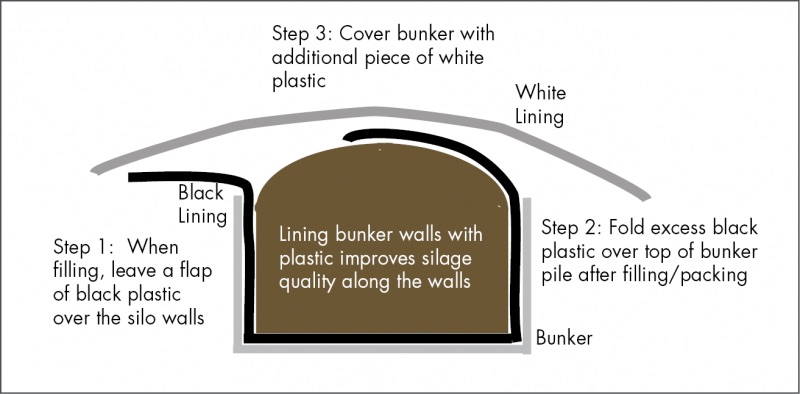 Step 3: Cover bunker with
additional piece of white
plastic
White
Lining
Black
Lining
Step 1:  When
filling, leave a flap
of black plastic
over the silo walls
Lining bunker walls with
plastic improves silage
quality along the walls
Step 2: Fold excess black
plastic over top of bunker
pile after filling/packing
Bunker